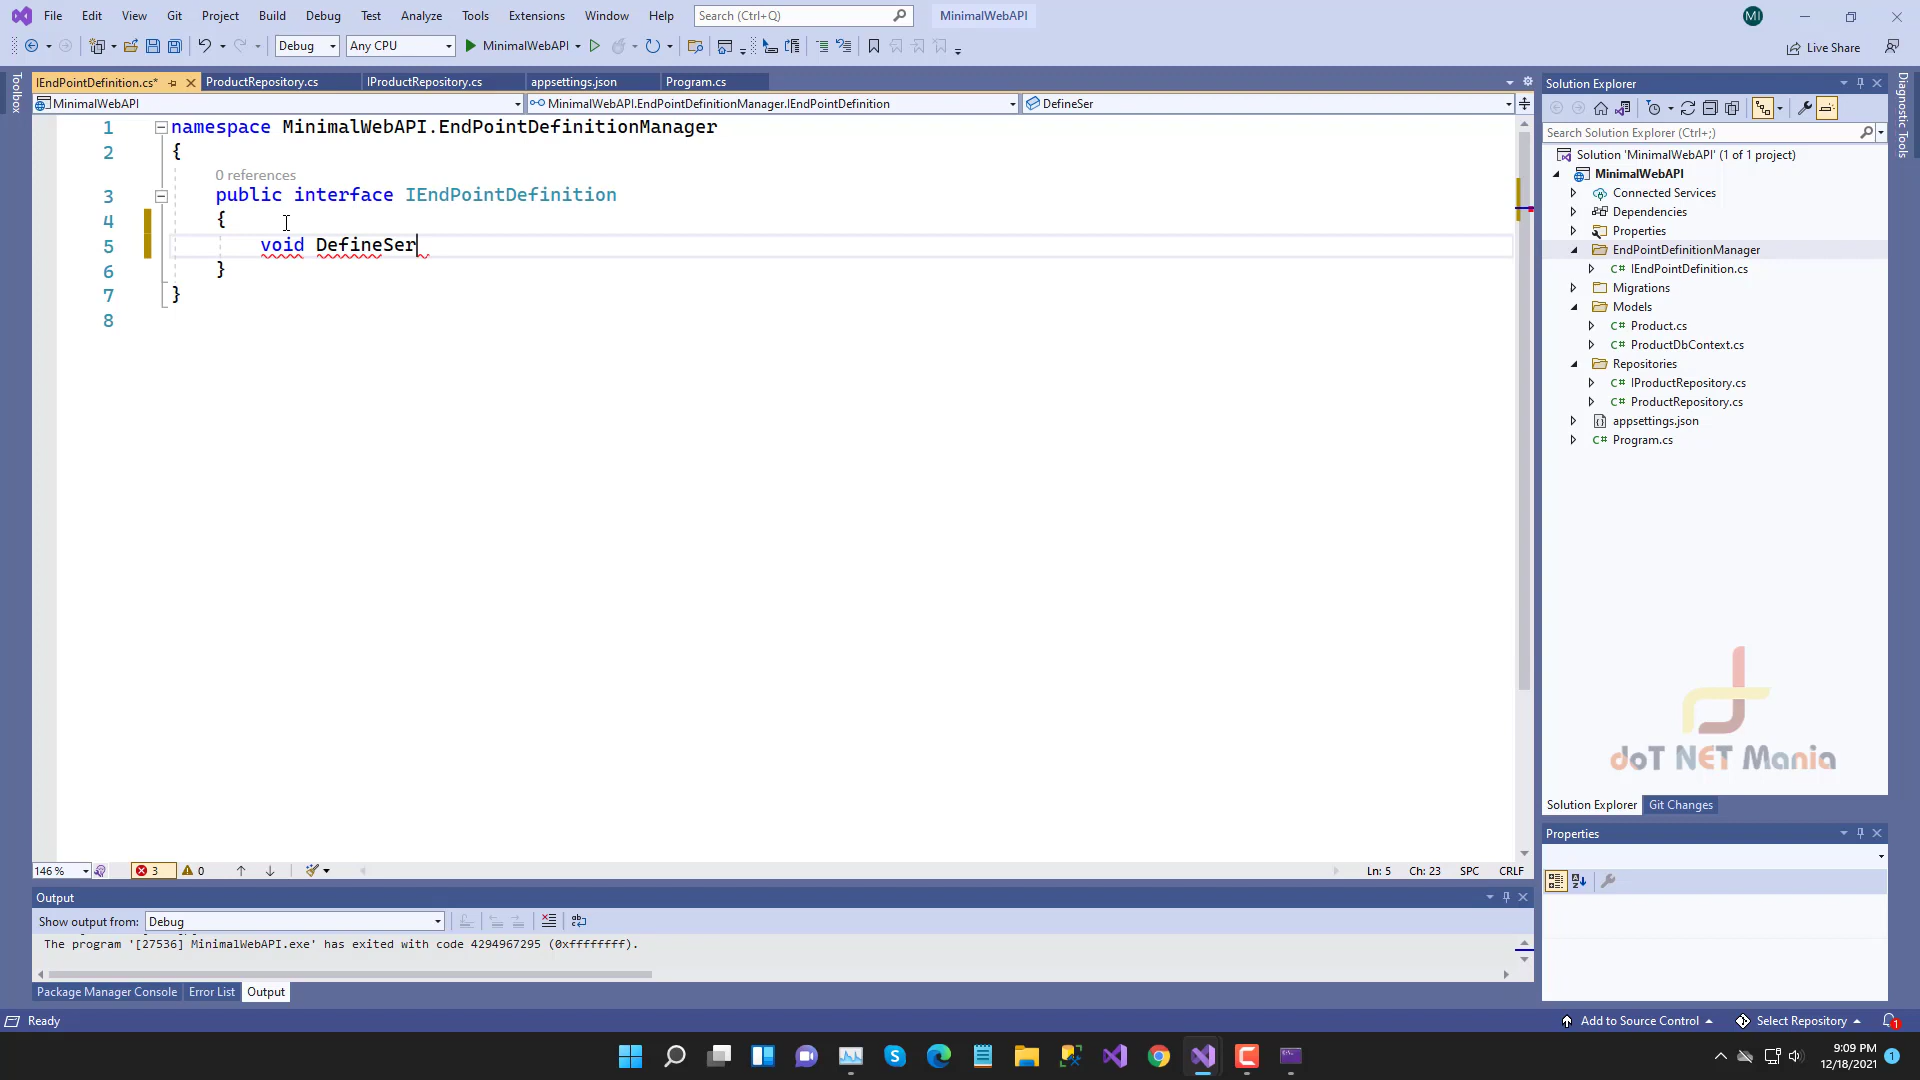 File Edit View Git Project Build Debug Test Analyze Tools Extensions Window Help Search (Ctrl+Q) MinimalWebAPI MI
Debug Any CPU MinimalWebAPI Live Share
Toolbox
IEndPointDefinition.cs* ProductRepository.cs IProductRepository.cs appsettings.json Program.cs
MinimalWebAPI MinimalWebAPI.EndPointDefinitionManager.IEndPointDefinition DefineSer
1 namespace MinimalWebAPI.EndPointDefinitionManager
2 {
0 references
3 public interface IEndPointDefinition
4 {
5 void DefineSer
6 }
7 }
8
146 % 3 0 Ln: 5 Ch: 23 SPC CRLF
Output
Show output from: Debug
The program '[27536] MinimalWebAPI.exe' has exited with code 4294967295 (0xffffffff).
Package Manager Console Error List Output
Solution Explorer
Search Solution Explorer (Ctrl+;)
Solution 'MinimalWebAPI' (1 of 1 project)
MinimalWebAPI
Connected Services
Dependencies
Properties
EndPointDefinitionManager
C# IEndPointDefinition.cs
Migrations
Models
C# Product.cs
C# ProductDbContext.cs
Repositories
C# IProductRepository.cs
C# ProductRepository.cs
appsettings.json
C# Program.cs
doT NET Mania
Solution Explorer Git Changes
Properties
Diagnostic Tools
Ready Add to Source Control Select Repository 1
9:09 PM
12/18/2021 1